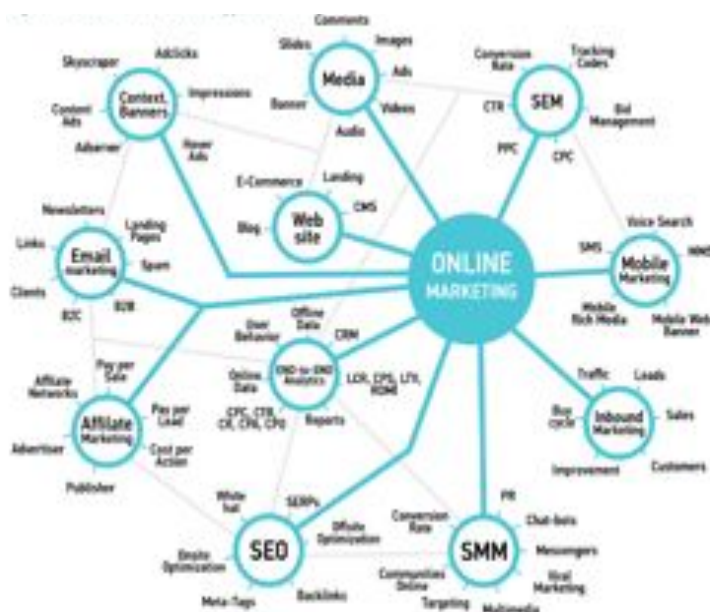 Comments
Slides
Images
Media
Ads
Banner
Videos
Audio
Skyscraper
Adclicks
Context,
Banners
Impressions
Content
Ads
Adserver
Hover
Ads
Conversion
Rate
Tracking
Codes
SEM
CTR
Bid
Management
PPC
CPC
E-Commerce
Landing
CMS
Blog
Web
site
ONLINE
MARKETING
Newsletters
Landing
Pages
Links
Email
marketing
Spam
Clients
B2C
B2B
Voice Search
SMS
MMS
Mobile
Marketing
Mobile
Rich Media
Mobile Web
Banner
User
Behavior
Offline
Data
CRM
END-to-END
Analytics
Online
Data
LCR, CPS, LTV,
ROMI
CPC, CTR,
CR, CPA, CPO
Reports
Affiliate
Networks
Pay per
Sale
Affiliate
Marketing
Pay per
Lead
Advertiser
Cost per
Action
Publisher
Traffic
Leads
Buy
Inbound
Marketing
Sales
Improvement
Customers
White
hat
SERPs
SEO
Offsite
Optimization
Onsite
Optimization
Meta-Tags
Backlinks
PR
Conversion
Rate
Chat-bots
SMM
Messengers
Communities
Online
Viral
Marketing
Targeting
Multimedia